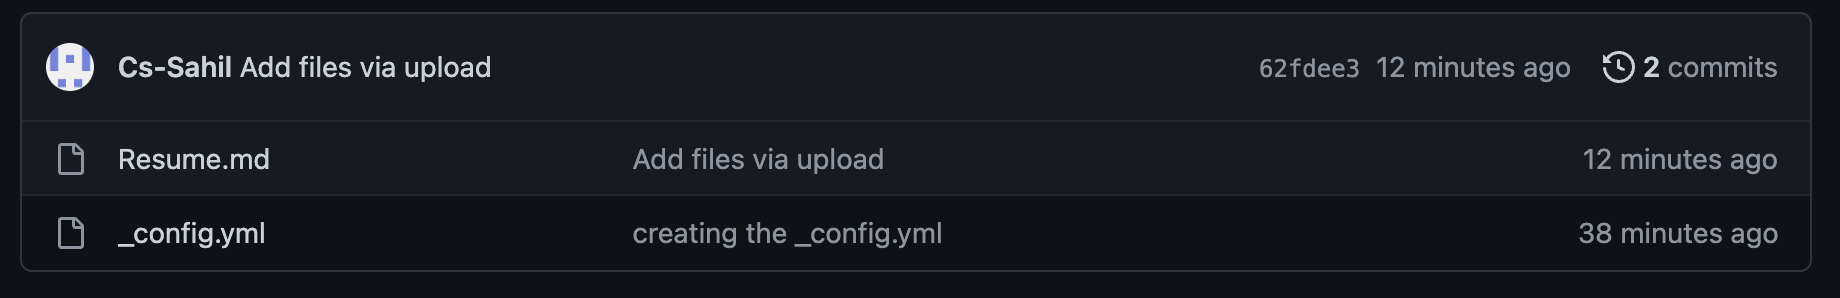 Cs-Sahil Add files via upload 62fdee3 12 minutes ago 2 commits
Resume.md Add files via upload 12 minutes ago
_config.yml creating the _config.yml 38 minutes ago